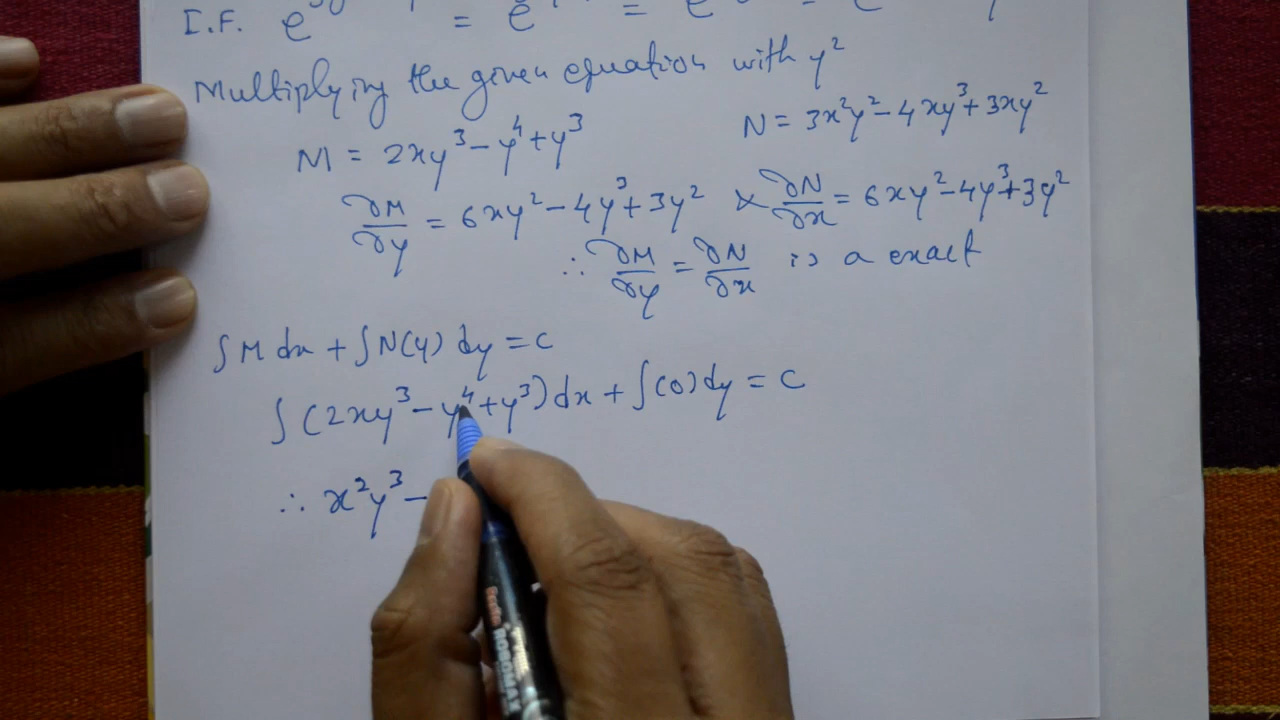 I.F. e = e = e = e
Multiplying the given equation with y²
M = 2xy³ - y⁴ + y³ N = 3x²y² - 4xy³ + 3xy²
∂M/∂y = 6xy² - 4y³ + 3y² & ∂N/∂x = 6xy² - 4y³ + 3y²
∴ ∂M/∂y = ∂N/∂x is a exact
∫M dx + ∫N(y) dy = c
∫(2xy³ - y⁴ + y³)dx + ∫(0)dy = c
∴ x²y³ -